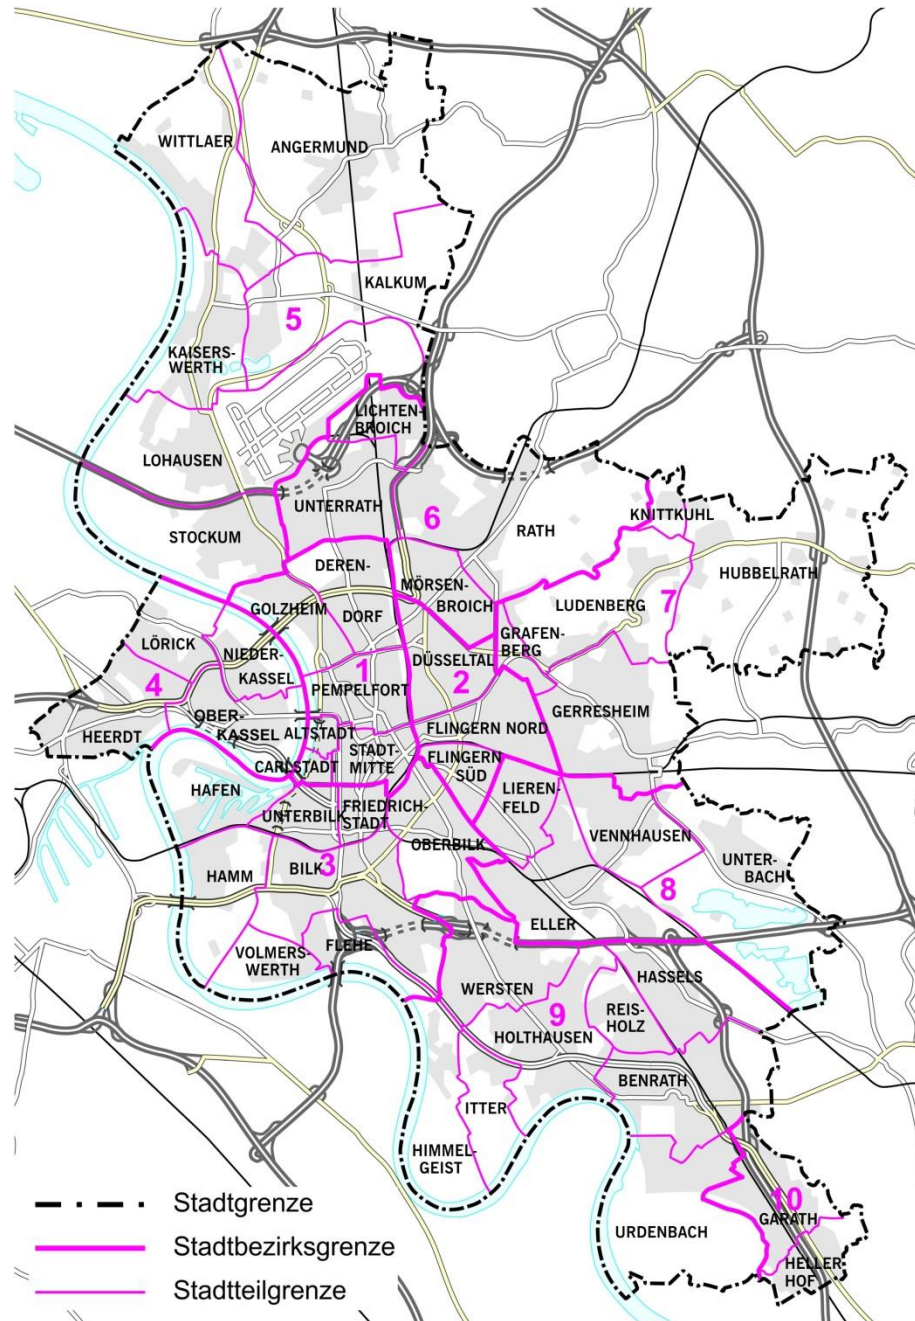 WITTLAER
ANGERMUND
KALKUM
5
KAISERS-
WERTH
LICHTEN-
BROICH
LOHAUSEN
UNTERRATH
6
RATH
KNITTKUHL
STOCKUM
DEREN-
DORF
MÖRSEN-
BROICH
HUBBELRATH
GOLZHEIM
LUDENBERG
7
LÖRICK
GRAFEN-
BERG
NIEDER-
KASSEL
DÜSSELTAL
4
1
2
PEMPELFORT
GERRESHEIM
OBER-
KASSEL
HEERDT
ALTSTADT
FLINGERN NORD
STADT-
MITTE
FLINGERN
SÜD
CARLSTADT
HAFEN
LIEREN-
FELD
UNTERBILK
FRIEDRICH-
STADT
OBERBILK
VENNHAUSEN
UNTER-
BACH
HAMM
BILK
3
8
ELLER
FLEHE
VOLMERS-
WERTH
HASSELS
WERSTEN
9
REIS-
HOLZ
HOLTHAUSEN
BENRATH
ITTER
HIMMEL-
GEIST
10
GARATH
URDENBACH
HELLER
HOF
Stadtgrenze
Stadtbezirksgrenze
Stadtteilgrenze